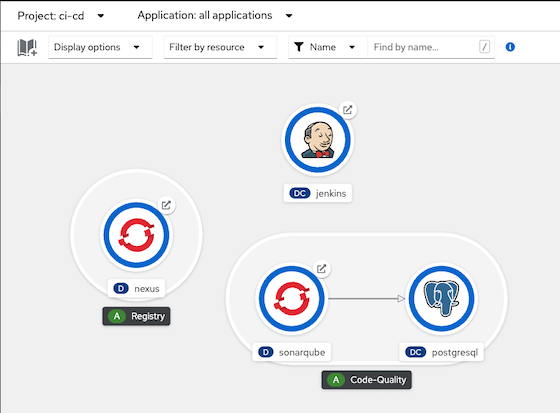 Project: ci-cd
Application: all applications
Display options
Filter by resource
Name
Find by name...
/
i
DC jenkins
D nexus
A Registry
D sonarqube
DC postgresql
A Code-Quality